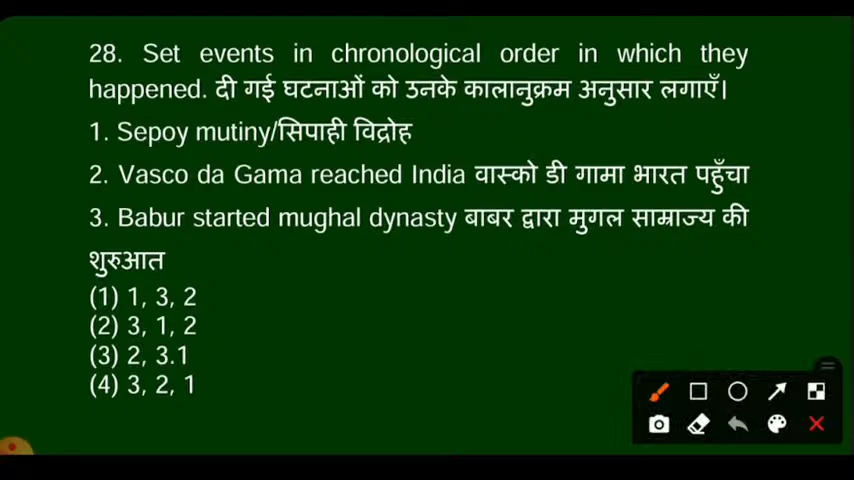 28. Set events in chronological order in which they
happened. दी गई घटनाओं को उनके कालानुक्रम अनुसार लगाएँ।
1. Sepoy mutiny/सिपाही विद्रोह
2. Vasco da Gama reached India वास्को डी गामा भारत पहुँचा
3. Babur started mughal dynasty बाबर द्वारा मुगल साम्राज्य की
शुरुआत
(1) 1, 3, 2
(2) 3, 1, 2
(3) 2, 3.1
(4) 3, 2, 1